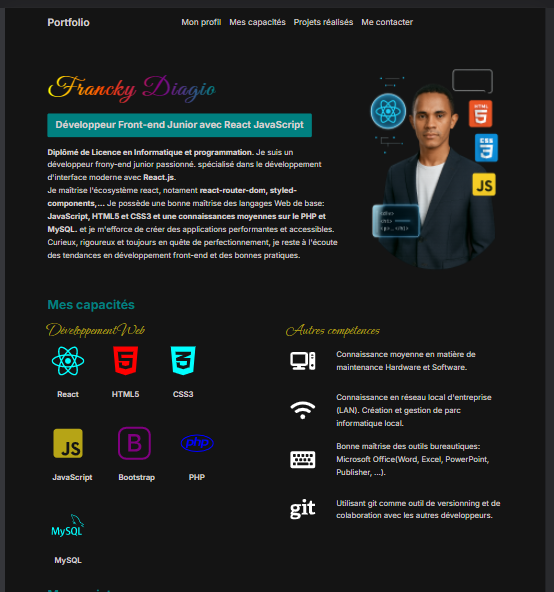 Portfolio
Mon profil Mes capacités Projets réalisés Me contacter
Francky Diagio
Développeur Front-end Junior avec React JavaScript
Diplômé de Licence en Informatique et programmation. Je suis un
développeur frony-end junior passionné. spécialisé dans le développement
d'interface moderne avec React.js.
Je maîtrise l'écosystème react, notament react-router-dom, styled-
components,... Je possède une bonne maîtrise des langages Web de base:
JavaScript, HTML5 et CSS3 et une connaissances moyennes sur le PHP et
MySQL. et je m'efforce de créer des applications performantes et accessibles.
Curieux, rigoureux et toujours en quête de perfectionnement, je reste à l'écoute
des tendances en développement front-end et des bonnes pratiques.
HTML
5
CSS
3
JS
Mes capacités
Développement Web
React
HTML5
CSS3
JS
JavaScript
B
Bootstrap
php
PHP
MySQL
MySQL
Autres compétences
Connaissance moyenne en matière de
maintenance Hardware et Software.
Connaissance en réseau local d'entreprise
(LAN). Création et gestion de parc
informatique local.
Bonne maîtrise des outils bureautiques:
Microsoft Office(Word, Excel, PowerPoint,
Publisher, ...).
git
Utilisant git comme outil de versionning et de
colaboration avec les autres développeurs.